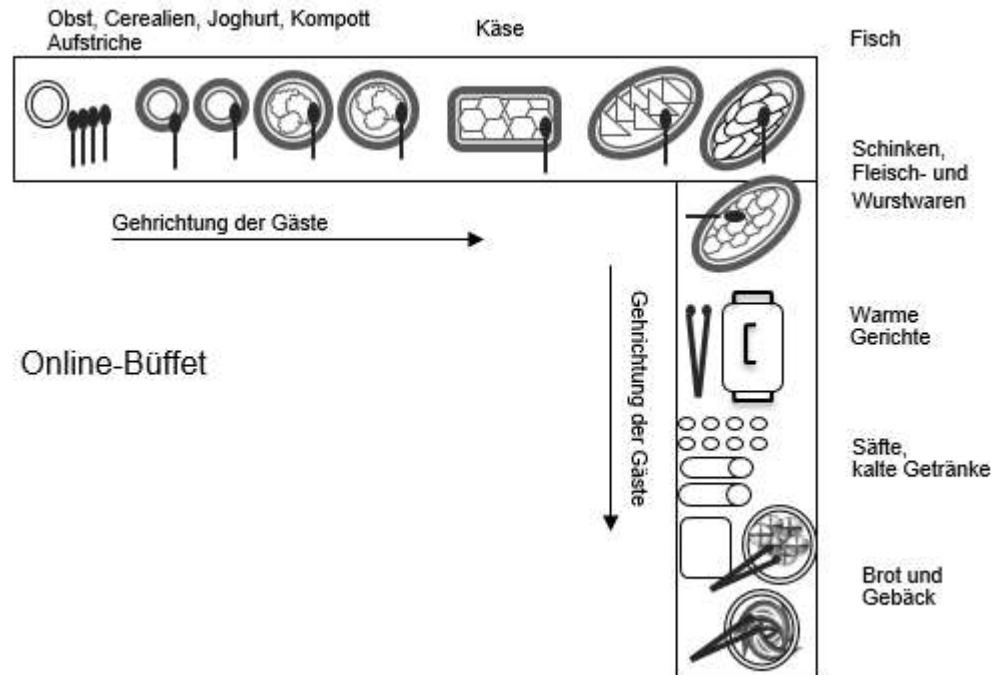 Obst, Cerealien, Joghurt, Kompott
Aufstriche
Käse
Fisch
Schinken,
Fleisch- und
Wurstwaren
Gehrichtung der Gäste
Gehrichtung der Gäste
Warme
Gerichte
Online-Büffet
Säfte,
kalte Getränke
Brot und
Gebäck